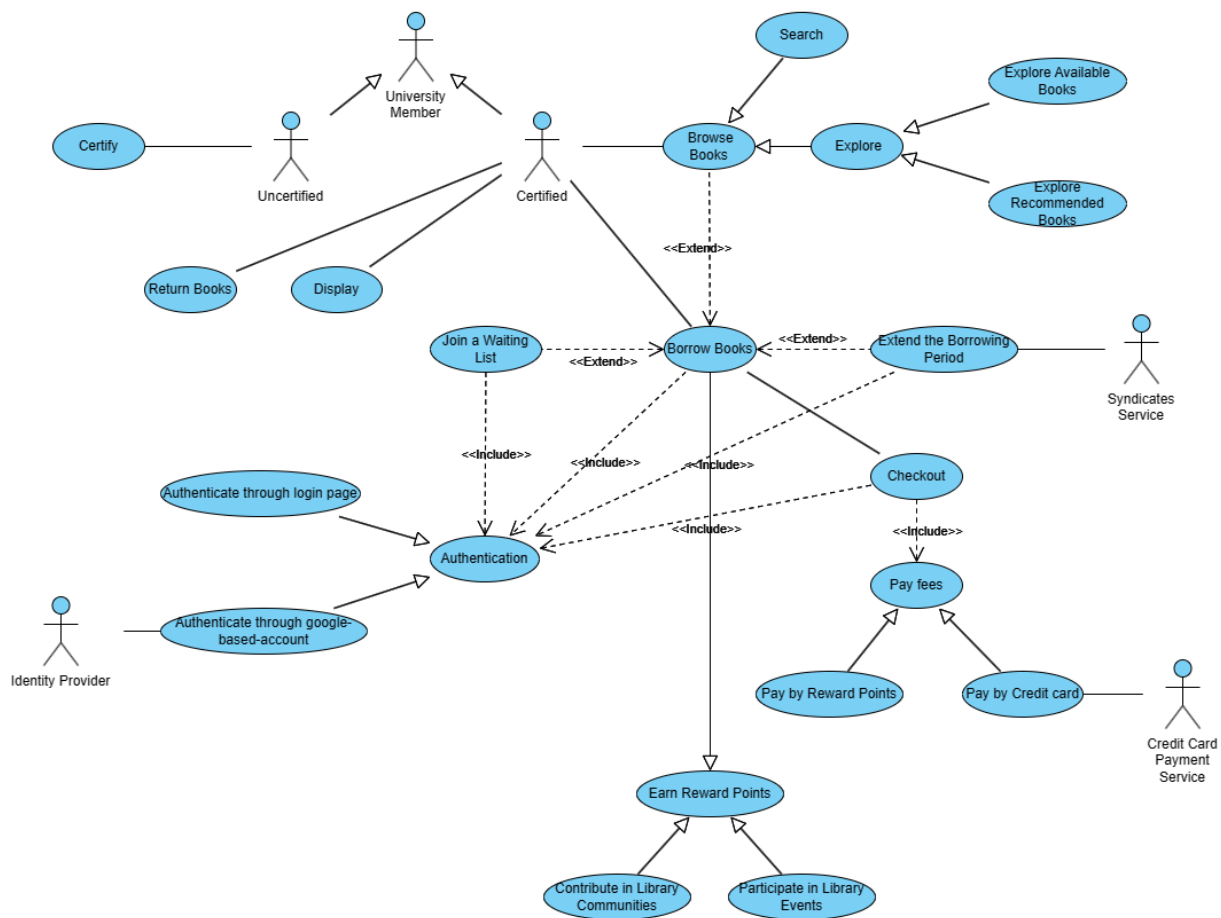 Search
University
Member
Explore Available
Books
Certify
Browse
Books
Explore
Uncertified
Certified
Explore
Recommended
Books
<<Extend>>
Return Books
Display
Join a Waiting
List
<<Extend>>
Borrow Books
<<Extend>>
Extend the Borrowing
Period
Syndicates
Service
<<Include>>
<<Include>>
<<Include>>
Checkout
Authenticate through login page
<<Include>>
<<Include>>
Authentication
Pay fees
Authenticate through google-
based-account
Identity Provider
Pay by Reward Points
Pay by Credit card
Credit Card
Payment
Service
Earn Reward Points
Contribute in Library
Communities
Participate in Library
Events